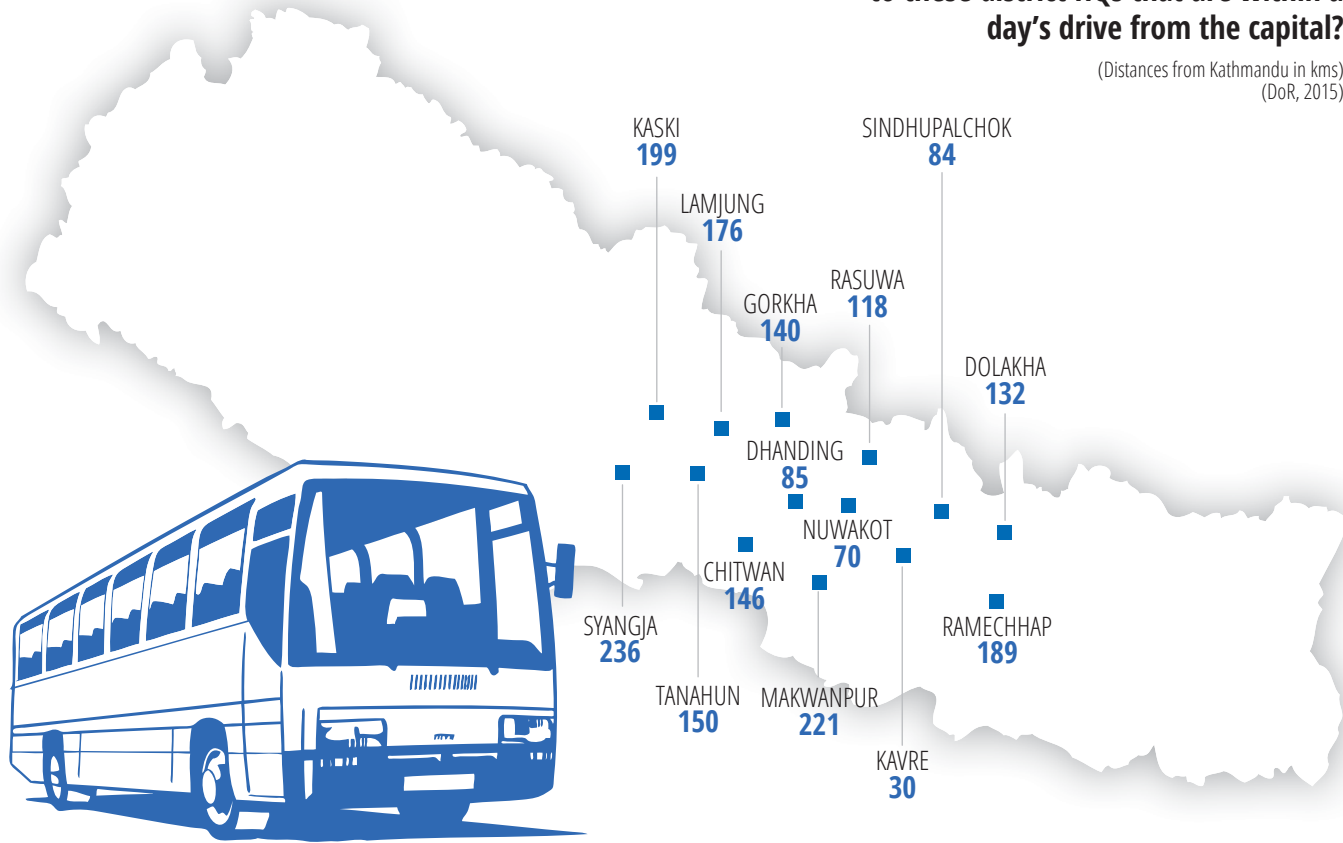 day's drive from the capital?
(Distances from Kathmandu in kms)
(DoR, 2015)
KASKI
199
SINDHUPALCHOK
84
LAMJUNG
176
RASUWA
118
GORKHA
140
DOLAKHA
132
DHANDING
85
NUWAKOT
70
CHITWAN
146
SYANGJA
236
RAMECHHAP
189
TANAHUN
150
MAKWANPUR
221
KAVRE
30